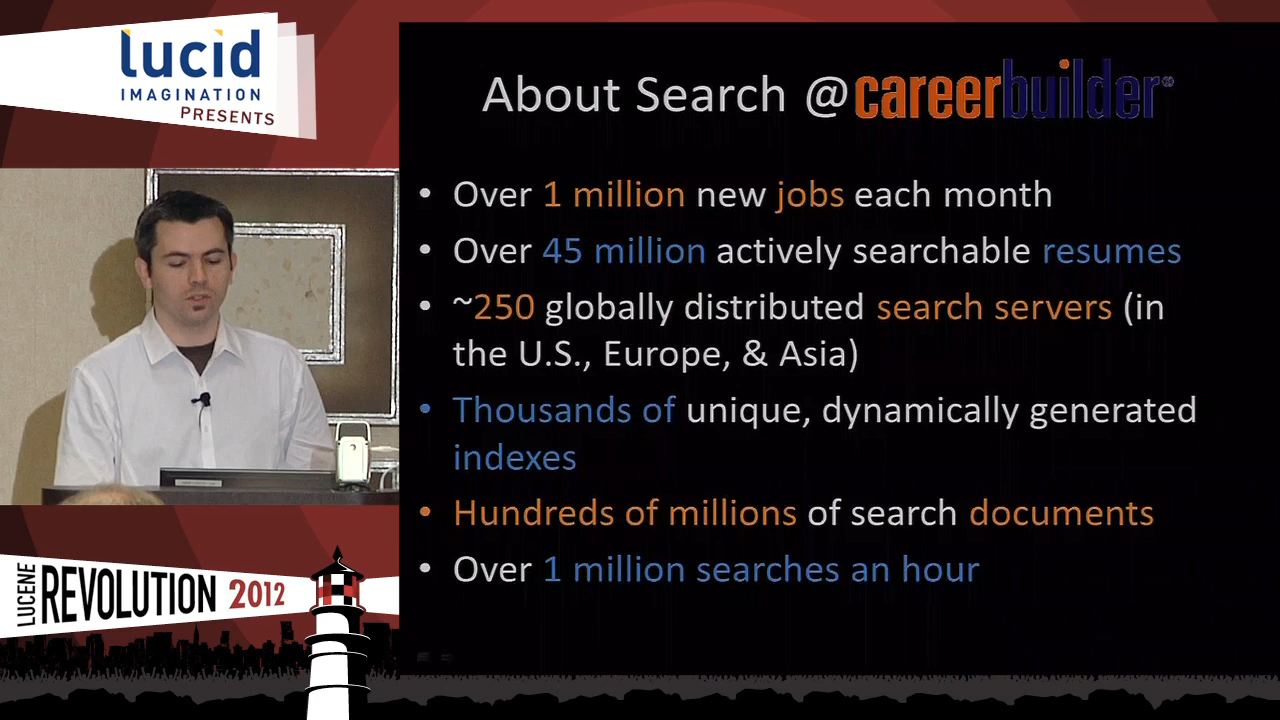 lucid
IMAGINATION
PRESENTS
About Search @careerbuilder®
• Over 1 million new jobs each month
• Over 45 million actively searchable resumes
• ~250 globally distributed search servers (in
the U.S., Europe, & Asia)
• Thousands of unique, dynamically generated
indexes
• Hundreds of millions of search documents
• Over 1 million searches an hour
LUCENE
REVOLUTION 2012